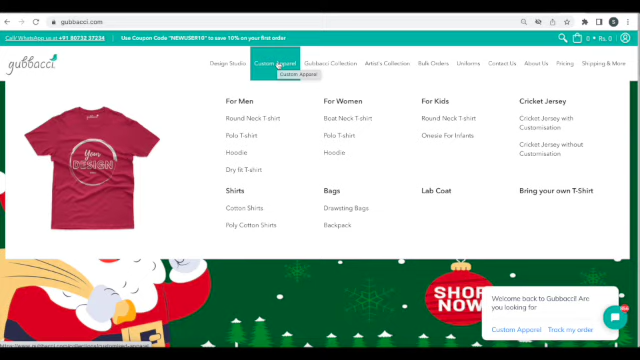 gubbacci.com
Call/ WhatsApp us at +91 80732 37234
Use Coupon Code "NEWUSER10" to save 10% on your first order
0
Rs. 0
gubbacci
Design Studio
Custom Apparel
Gubbacci Collection
Artist's Collection
Bulk Orders
Uniforms
Contact Us
About Us
Pricing
Shipping & More
Custom Apparel
Your
DESIGN
For Men
Round Neck T-shirt
Polo T-shirt
Hoodie
Dry fit T-shirt
For Women
Boat Neck T-shirt
Polo T-shirt
Hoodie
For Kids
Round Neck T-shirt
Onesie For Infants
Cricket Jersey
Cricket Jersey with
Customisation
Cricket Jersey without
Customisation
Shirts
Cotton Shirts
Poly Cotton Shirts
Bags
Drawsting Bags
Backpack
Lab Coat
Bring your own T-Shirt
SHOP
NOW
Welcome back to Gubbacci! Are
you looking for
Custom Apparel
Track my order